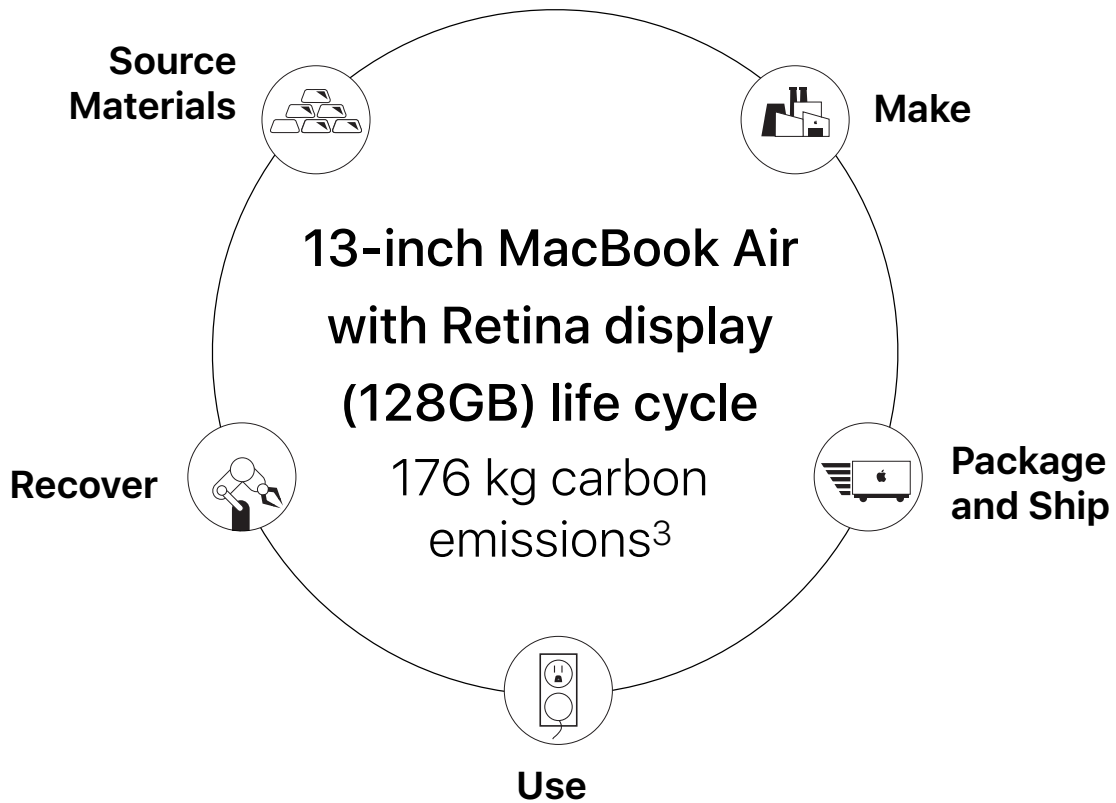 Source
Materials
Make
13-inch MacBook Air
with Retina display
(128GB) life cycle
176 kg carbon
emissions³
Recover
Package
and Ship
Use